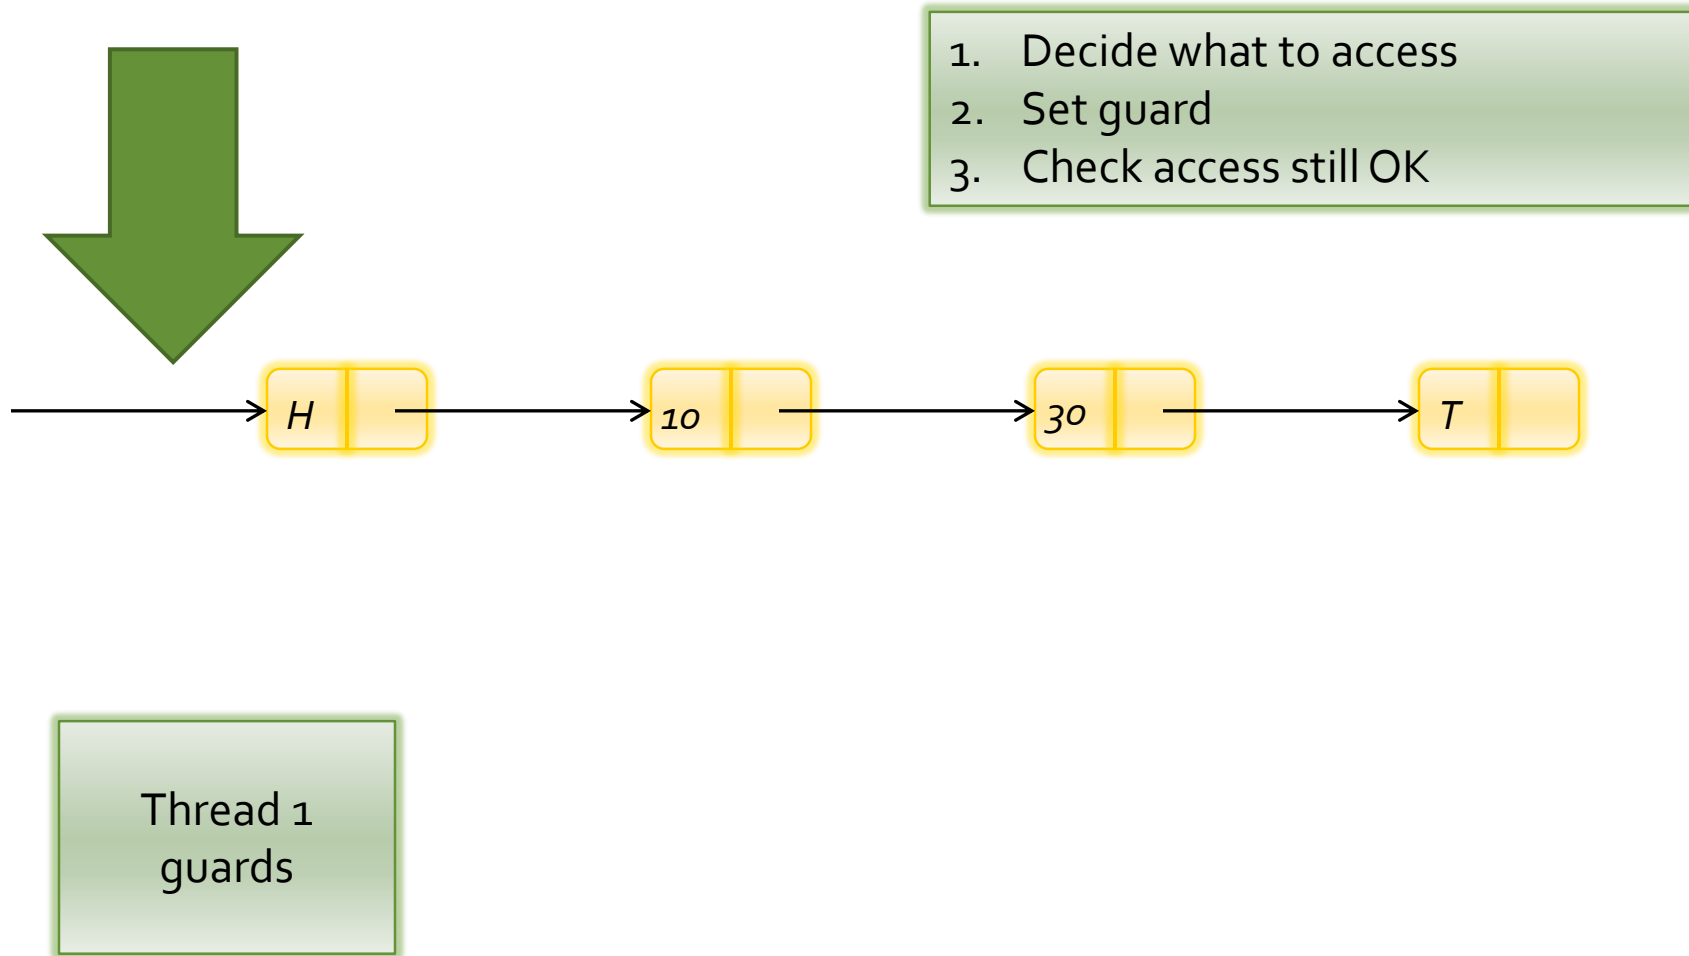 1. Decide what to access
2. Set guard
3. Check access still OK
H 10 30 T
Thread 1
guards